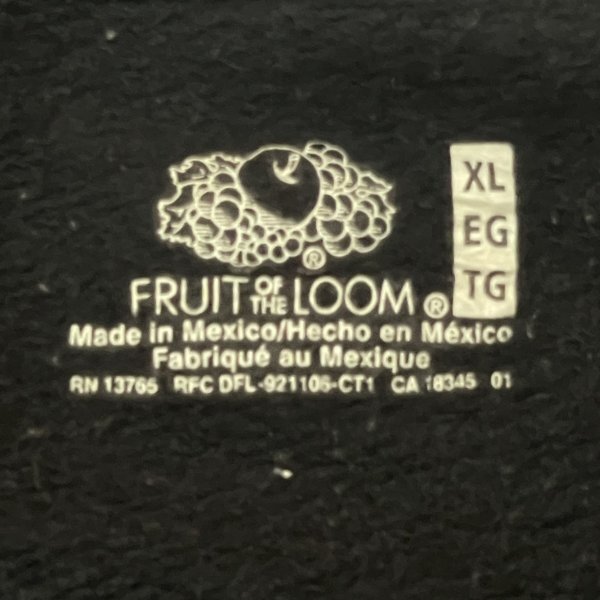 XL
EG
TG
FRUIT OF THE LOOM ®
Made in Mexico/Hecho en México
Fabriqué au Mexique
RN 13765 RFC DFL-921106-CT1 CA 18345 01